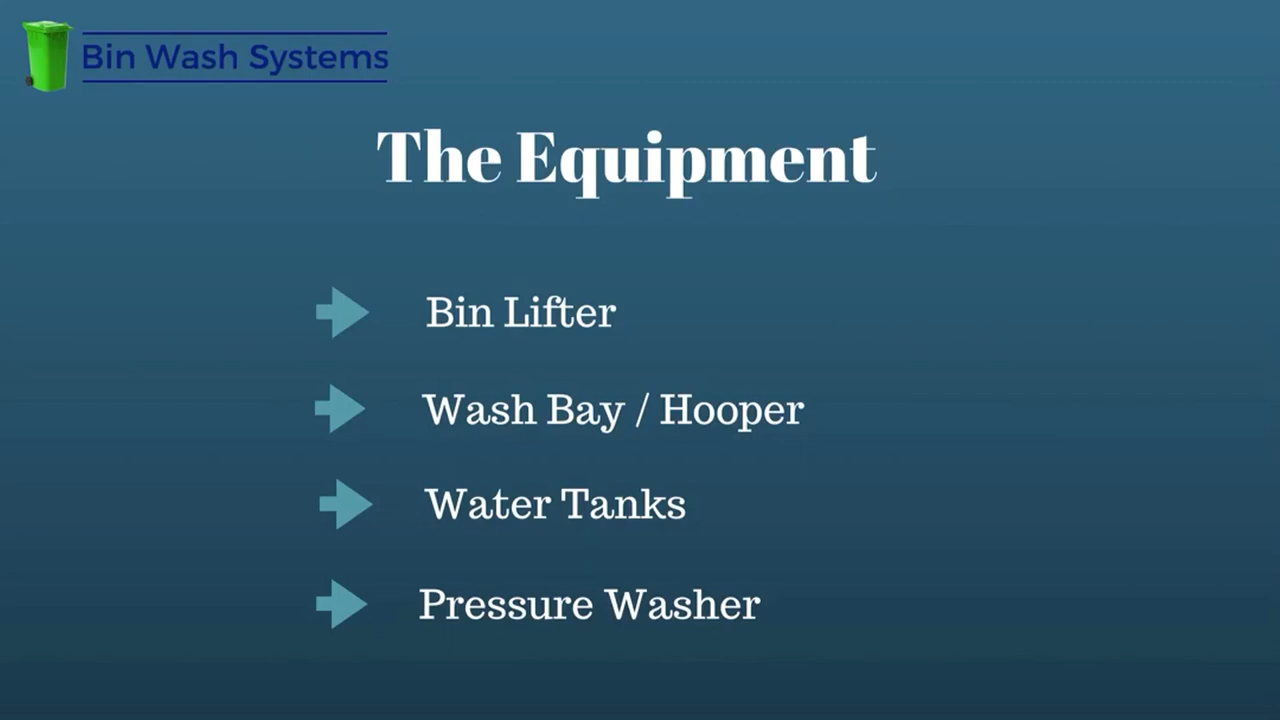 Bin Wash Systems
The Equipment
Bin Lifter
Wash Bay / Hooper
Water Tanks
Pressure Washer